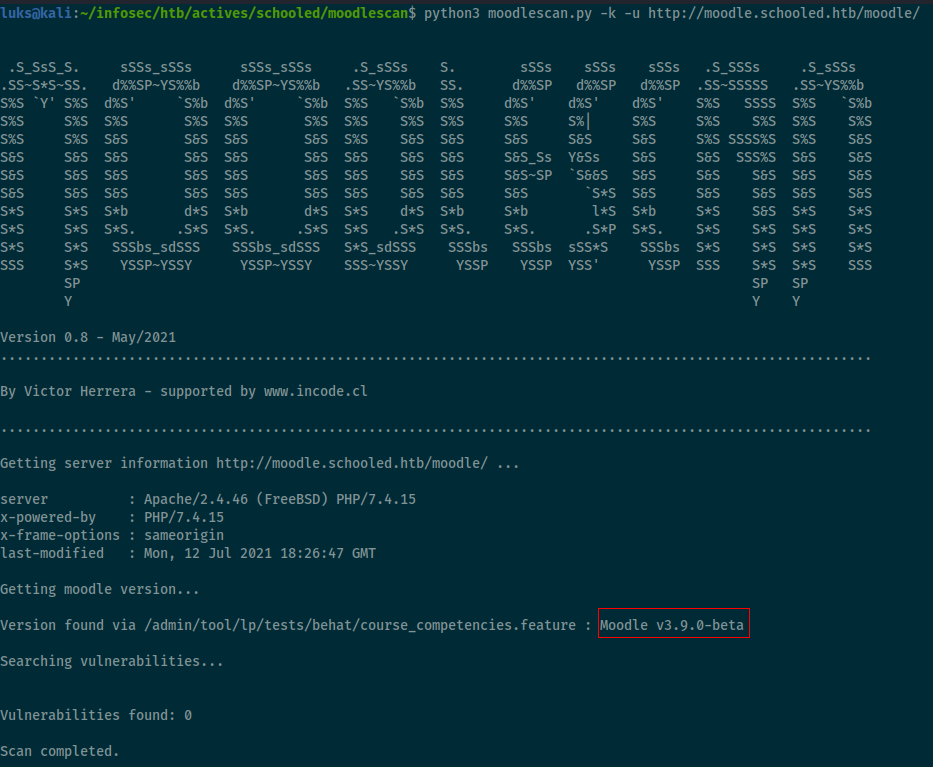 luks@kali:~/infosec/htb/actives/schooled/moodlescan$ python3 moodlescan.py -k -u http://moodle.schooled.htb/moodle/
 .S_SsS_S.     sSSs_sSSs      sSSs_sSSs     .S_sSSs    S.        sSSs    sSSs    sSSs   .S_SSSs     .S_sSSs
.SS~S*S~SS.   d%%SP~YS%%b    d%%SP~YS%%b   .SS~YS%%b   SS.      d%%SP   d%%SP   d%%SP  .SS~SSSSS   .SS~YS%%b
S%S `Y' S%S  d%S'     `S%b  d%S'     `S%b  S%S   `S%b  S%S     d%S'    d%S'    d%S'    S%S   SSSS  S%S   `S%b
S%S     S%S  S%S       S%S  S%S       S%S  S%S    S%S  S%S     S%S     S%|     S%S     S%S    S%S  S%S    S%S
S%S     S%S  S&S       S&S  S&S       S&S  S%S    S&S  S&S     S&S     S&S     S&S     S%S SSSS%S  S%S    S&S
S&S     S&S  S&S       S&S  S&S       S&S  S&S    S&S  S&S     S&S_Ss  Y&Ss    S&S     S&S  SSS%S  S&S    S&S
S&S     S&S  S&S       S&S  S&S       S&S  S&S    S&S  S&S     S&S~SP  `S&&S   S&S     S&S    S&S  S&S    S&S
S&S     S&S  S&S       S&S  S&S       S&S  S&S    S&S  S&S     S&S       `S*S  S&S     S&S    S&S  S&S    S&S
S*S     S*S  S*b       d*S  S*b       d*S  S*S    d*S  S*b     S*b        l*S  S*b     S*S    S&S  S*S    S*S
S*S     S*S  S*S.     .S*S  S*S.     .S*S  S*S   .S*S  S*S.    S*S.      .S*P  S*S.    S*S    S*S  S*S    S*S
S*S     S*S   SSSbs_sdSSS    SSSbs_sdSSS   S*S_sdSSS    SSSbs   SSSbs  sSS*S    SSSbs  S*S    S*S  S*S    S*S
SSS     S*S    YSSP~YSSY      YSSP~YSSY    SSS~YSSY      YSSP    YSSP  YSS'      YSSP  SSS    S*S  S*S    SSS
        SP                                                                                    SP   SP
        Y                                                                                     Y    Y
Version 0.8 - May/2021
.............................................................................................................
By Victor Herrera - supported by www.incode.cl
.............................................................................................................
Getting server information http://moodle.schooled.htb/moodle/ ...
server          : Apache/2.4.46 (FreeBSD) PHP/7.4.15
x-powered-by    : PHP/7.4.15
x-frame-options : sameorigin
last-modified   : Mon, 12 Jul 2021 18:26:47 GMT
Getting moodle version...
Version found via /admin/tool/lp/tests/behat/course_competencies.feature : Moodle v3.9.0-beta
Searching vulnerabilities...
Vulnerabilities found: 0
Scan completed.